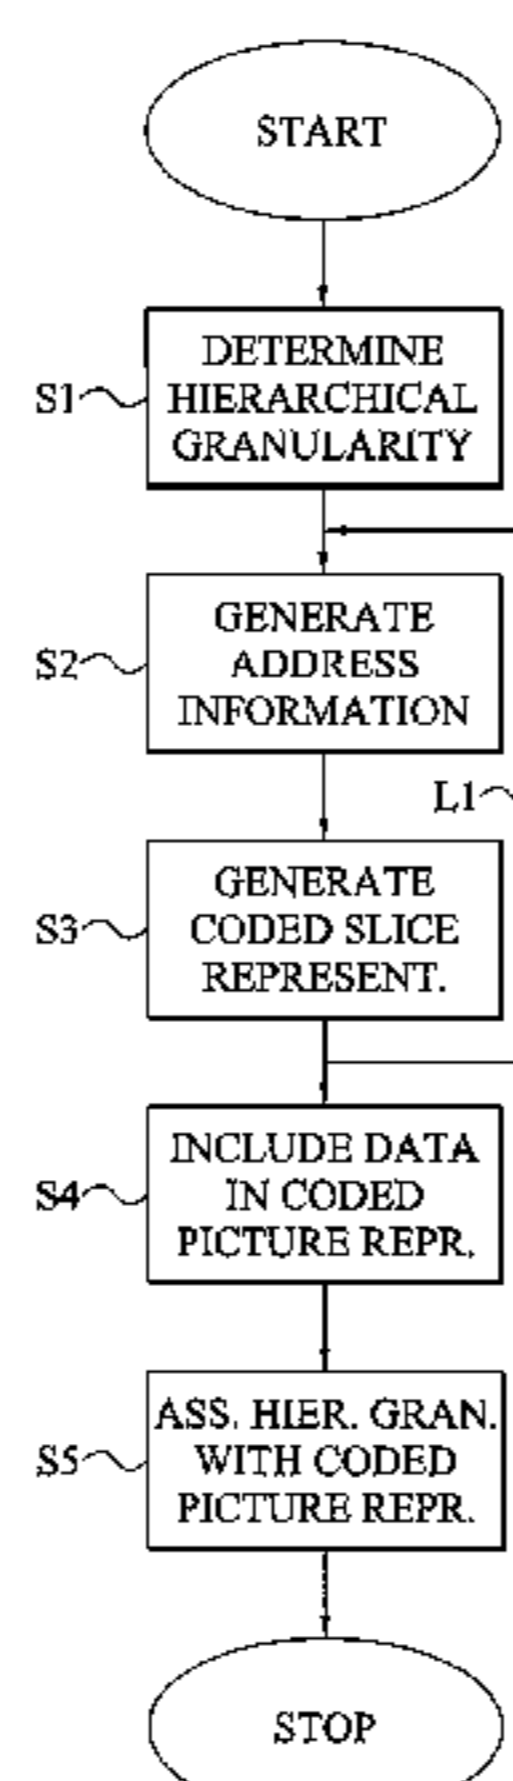 START
S1
DETERMINE
HIERARCHICAL
GRANULARITY
S2
GENERATE
ADDRESS
INFORMATION
L1
S3
GENERATE
CODED SLICE
REPRESENT.
S4
INCLUDE DATA
IN CODED
PICTURE REPR.
S5
ASS. HIER. GRAN.
WITH CODED
PICTURE REPR.
STOP